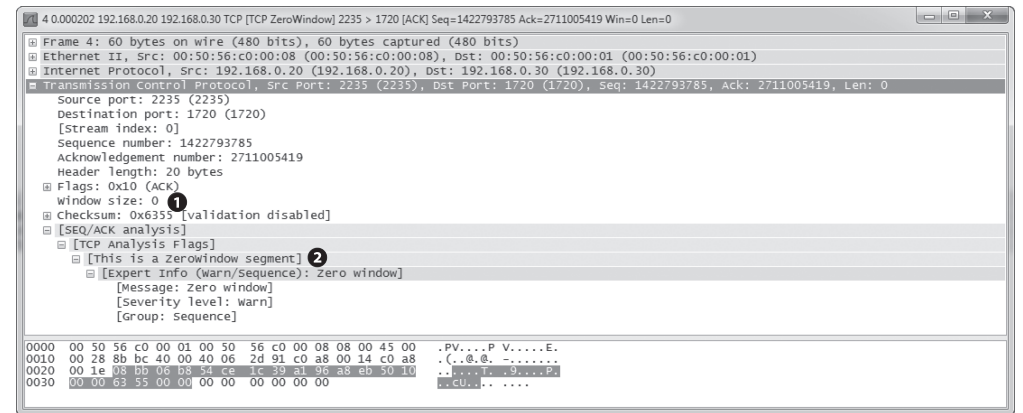 4 0.000202 192.168.0.20 192.168.0.30 TCP [TCP ZeroWindow] 2235 > 1720 [ACK] Seq=1422793785 Ack=2711005419 Win=0 Len=0
Frame 4: 60 bytes on wire (480 bits), 60 bytes captured (480 bits)
Ethernet II, Src: 00:50:56:c0:00:08 (00:50:56:c0:00:08), Dst: 00:50:56:c0:00:01 (00:50:56:c0:00:01)
Internet Protocol, Src: 192.168.0.20 (192.168.0.20), Dst: 192.168.0.30 (192.168.0.30)
Transmission Control Protocol, Src Port: 2235 (2235), Dst Port: 1720 (1720), Seq: 1422793785, Ack: 2711005419, Len: 0
Source port: 2235 (2235)
Destination port: 1720 (1720)
[Stream index: 0]
Sequence number: 1422793785
Acknowledgement number: 2711005419
Header length: 20 bytes
Flags: 0x10 (ACK)
Window size: 0 1
Checksum: 0x6355 [validation disabled]
[SEQ/ACK analysis]
[TCP Analysis Flags]
[This is a ZeroWindow segment] 2
[Expert Info (Warn/Sequence): Zero window]
[Message: Zero window]
[Severity level: Warn]
[Group: Sequence]
0000 00 50 56 c0 00 01 00 50 56 c0 00 08 08 00 45 00 .PV....P V.....E.
0010 00 28 8b bc 40 00 40 06 2d 91 c0 a8 00 14 c0 a8 .(..@.@. -.......
0020 00 1e 08 bb 06 b8 54 ce 1c 39 a1 96 a8 eb 50 10 ......T. .9....P.
0030 00 00 63 55 00 00 00 00 00 00 00 00 ..cU.... ....